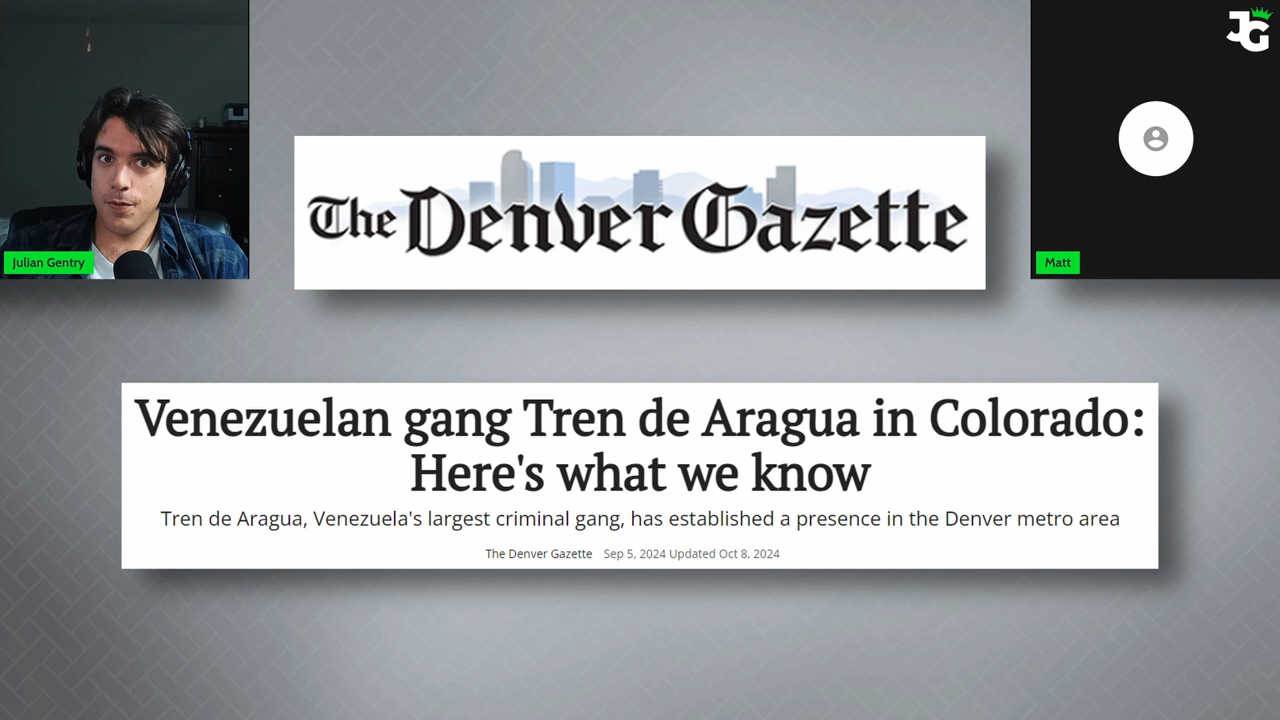 JG
The Denver Gazette
Julian Gentry
Matt
Venezuelan gang Tren de Aragua in Colorado:
Here's what we know
Tren de Aragua, Venezuela's largest criminal gang, has established a presence in the Denver metro area
The Denver Gazette Sep 5, 2024 Updated Oct 8, 2024